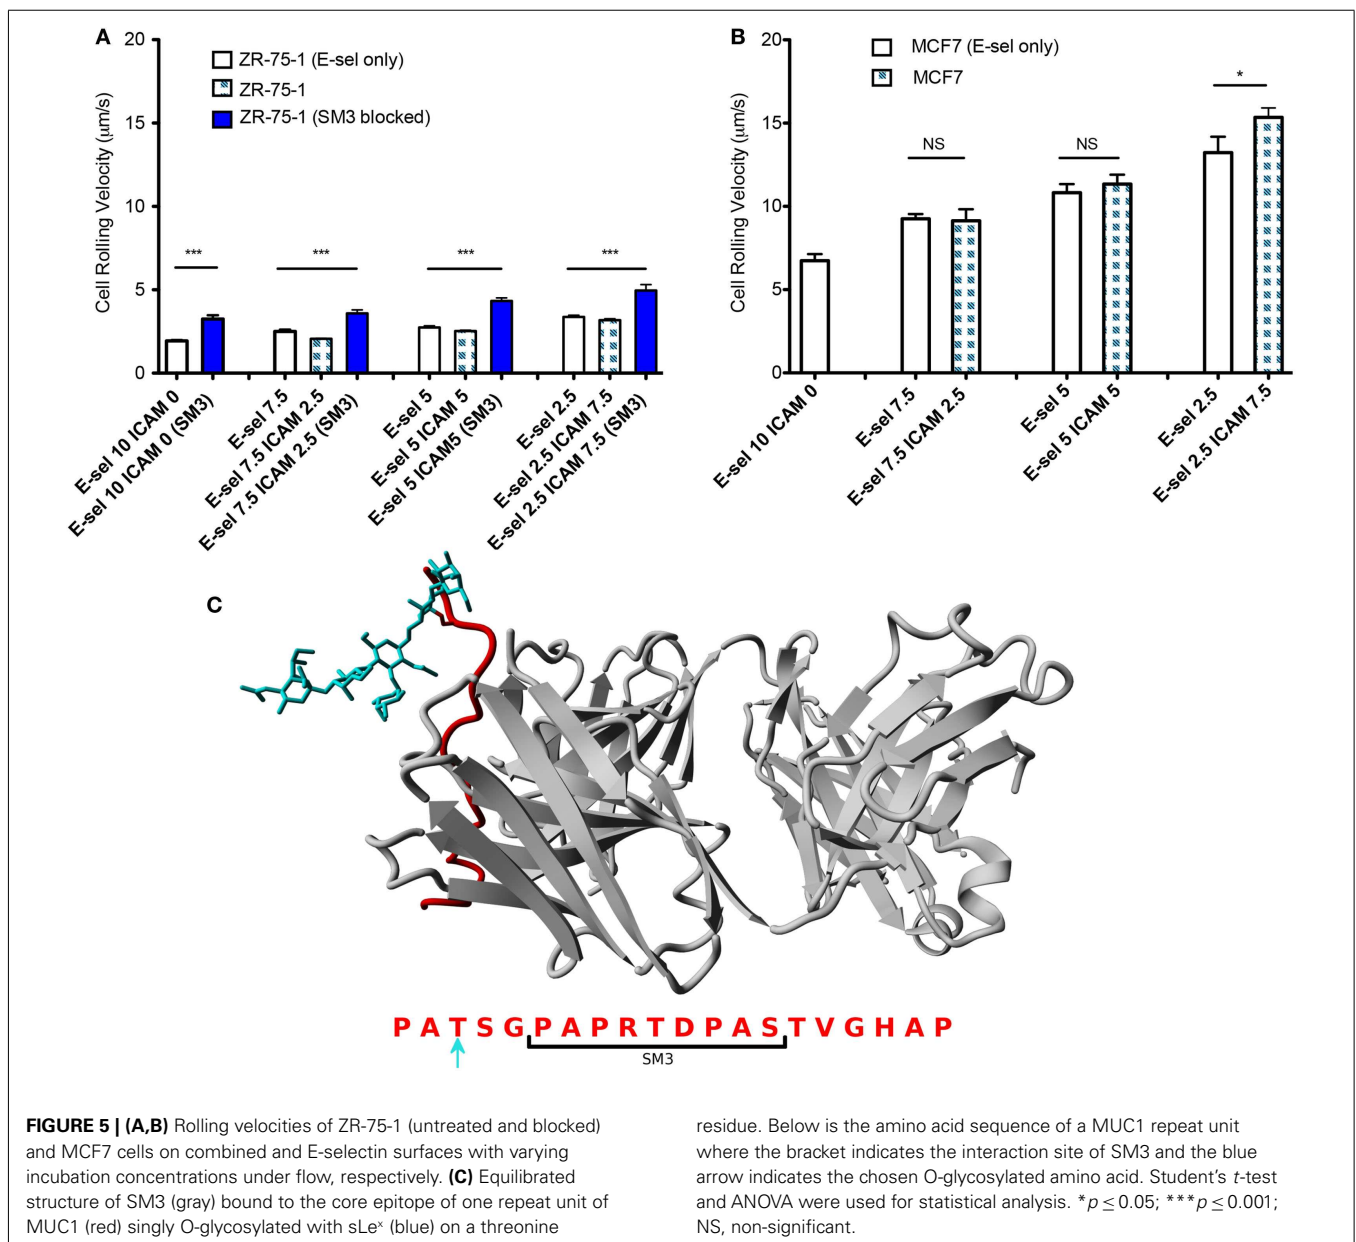 A
20
15
10
5
0
Cell Rolling Velocity (μm/s)
ZR-75-1 (E-sel only)
ZR-75-1
ZR-75-1 (SM3 blocked)
***
***
***
***
E-sel 10 ICAM 0
E-sel 10 ICAM 0 (SM3)
E-sel 7.5
E-sel 7.5 ICAM 2.5
E-sel 7.5 ICAM 2.5 (SM3)
E-sel 5
E-sel 5 ICAM 5
E-sel 5 ICAM5 (SM3)
E-sel 2.5
E-sel 2.5 ICAM 7.5
E-sel 2.5 ICAM 7.5 (SM3)
B
20
15
10
5
0
Cell Rolling Velocity (μm/s)
MCF7 (E-sel only)
MCF7
NS
NS
*
E-sel 10 ICAM 0
E-sel 7.5
E-sel 7.5 ICAM 2.5
E-sel 5
E-sel 5 ICAM 5
E-sel 2.5
E-sel 2.5 ICAM 7.5
C
P A T S G P A P R T D P A S T V G H A P
SM3
FIGURE 5 | (A,B) Rolling velocities of ZR-75-1 (untreated and blocked)
and MCF7 cells on combined and E-selectin surfaces with varying
incubation concentrations under flow, respectively. (C) Equilibrated
structure of SM3 (gray) bound to the core epitope of one repeat unit of
MUC1 (red) singly O-glycosylated with sLeˣ (blue) on a threonine
residue. Below is the amino acid sequence of a MUC1 repeat unit
where the bracket indicates the interaction site of SM3 and the blue
arrow indicates the chosen O-glycosylated amino acid. Student's t-test
and ANOVA were used for statistical analysis. *p ≤ 0.05; ***p ≤ 0.001;
NS, non-significant.